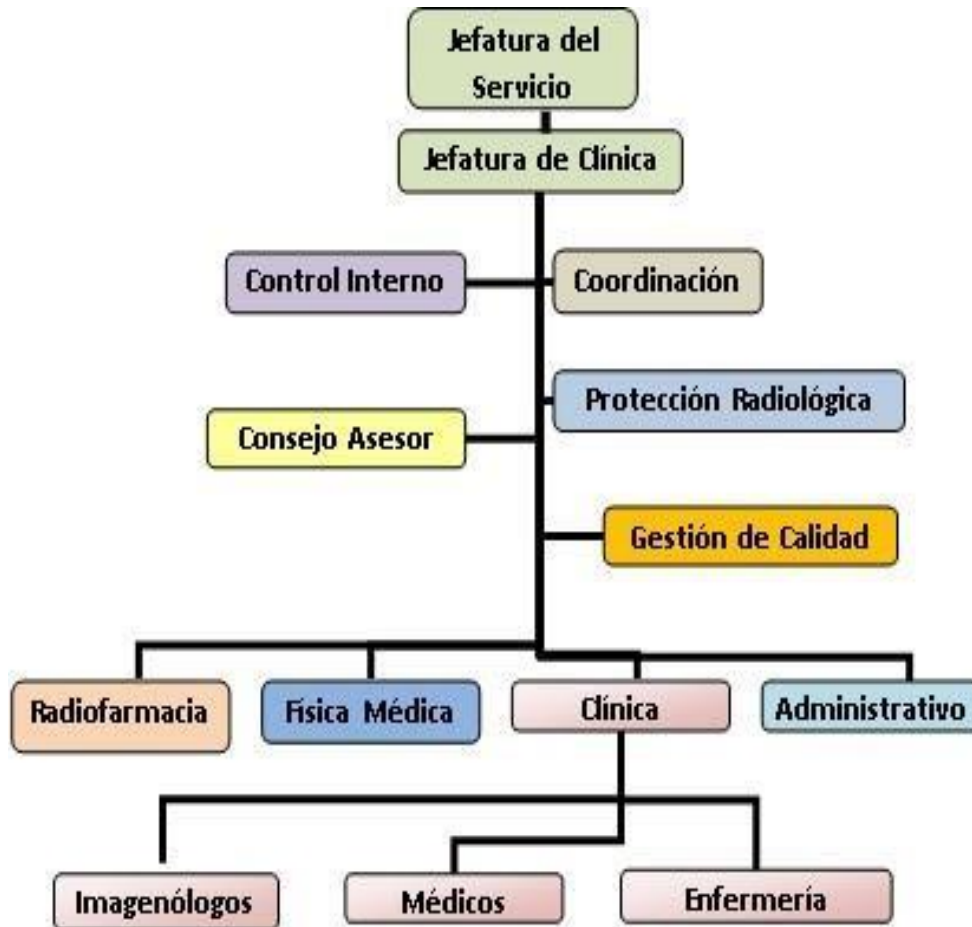 Jefatura del
Servicio
Jefatura de Clínica
Control Interno
Coordinación
Protección Radiológica
Consejo Asesor
Gestión de Calidad
Radiofarmacia
Física Médica
Clínica
Administrativo
Imagenólogos
Médicos
Enfermería